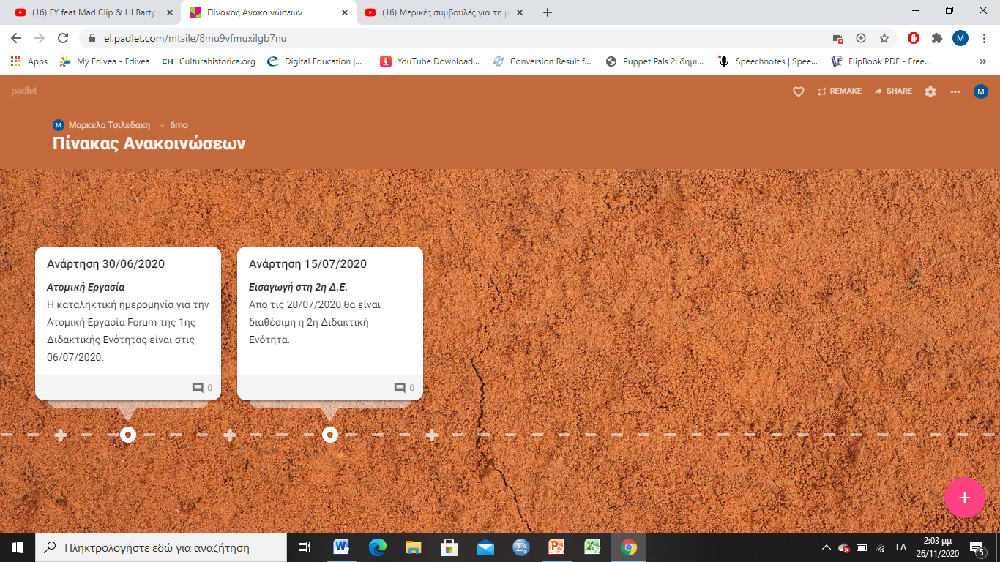 (16) FY feat Mad Clip & Lil Barty -
Πίνακας Ανακοινώσεων
(16) Μερικές συμβουλές για τη μ
el.padlet.com/mtsile/8mu9vfmuxilgb7nu
M
Apps
My Edivea - Edivea
CH Culturahistorica.org
Digital Education |...
YouTube Download...
Conversion Result f...
Puppet Pals 2: δημι...
Speechnotes | Spee...
FlipBook PDF - Free...
»
padlet
REMAKE
SHARE
M
M Μαρκελα Τσιλεδακη 6mo
Πίνακας Ανακοινώσεων
Ανάρτηση 30/06/2020
Ατομική Εργασία
Η καταληκτική ημερομηνία για την
Ατομική Εργασία Forum της 1ης
Διδακτικής Ενότητας είναι στις
06/07/2020.
0
Ανάρτηση 15/07/2020
Εισαγωγή στη 2η Δ.Ε.
Απο τις 20/07/2020 θα είναι
διαθέσιμη η 2η Διδακτική
Ενότητα.
0
Πληκτρολογήστε εδώ για αναζήτηση
ΕΛ
2:03 μμ
26/11/2020
5